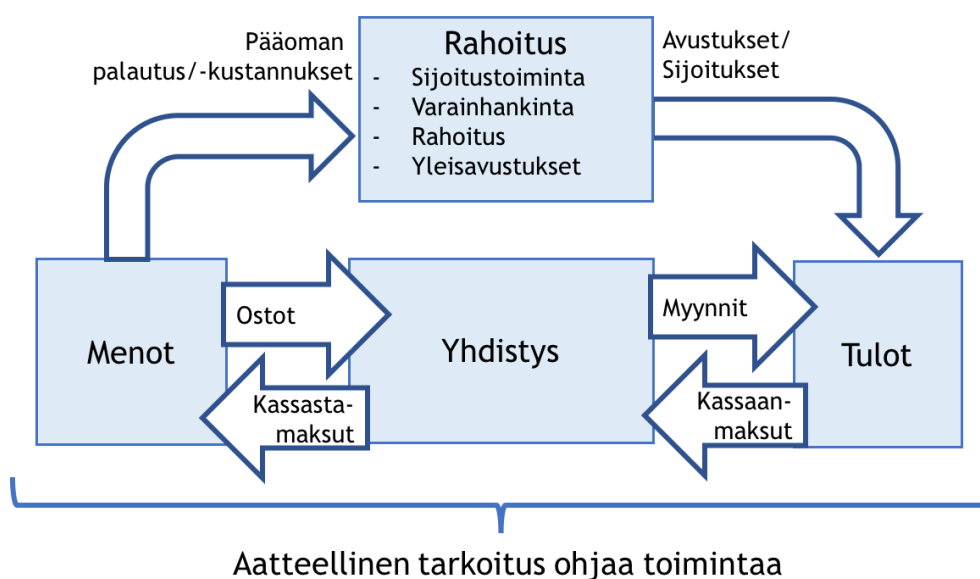 Pääoman
palautus/-kustannukset
Rahoitus
- Sijoitustoiminta
- Varainhankinta
- Rahoitus
- Yleisavustukset
Avustukset/
Sijoitukset
Menot
Ostot
Kassasta-
maksut
Yhdistys
Myynnit
Kassaan-
maksut
Tulot
Aatteellinen tarkoitus ohjaa toimintaa